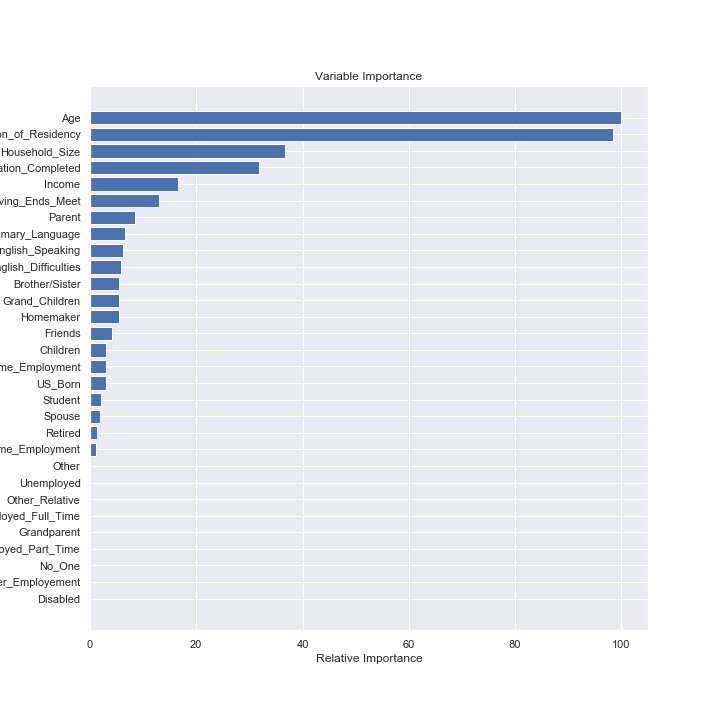 Variable Importance
Age
on_of_Residency
Household_Size
ation_Completed
Income
ving_Ends_Meet
Parent
mary_Language
nglish_Speaking
glish_Difficulties
Brother/Sister
Grand_Children
Homemaker
Friends
Children
me_Employment
US_Born
Student
Spouse
Retired
me_Employment
Other
Unemployed
Other_Relative
loyed_Full_Time
Grandparent
oyed_Part_Time
No_One
er_Employement
Disabled
0 20 40 60 80 100
Relative Importance